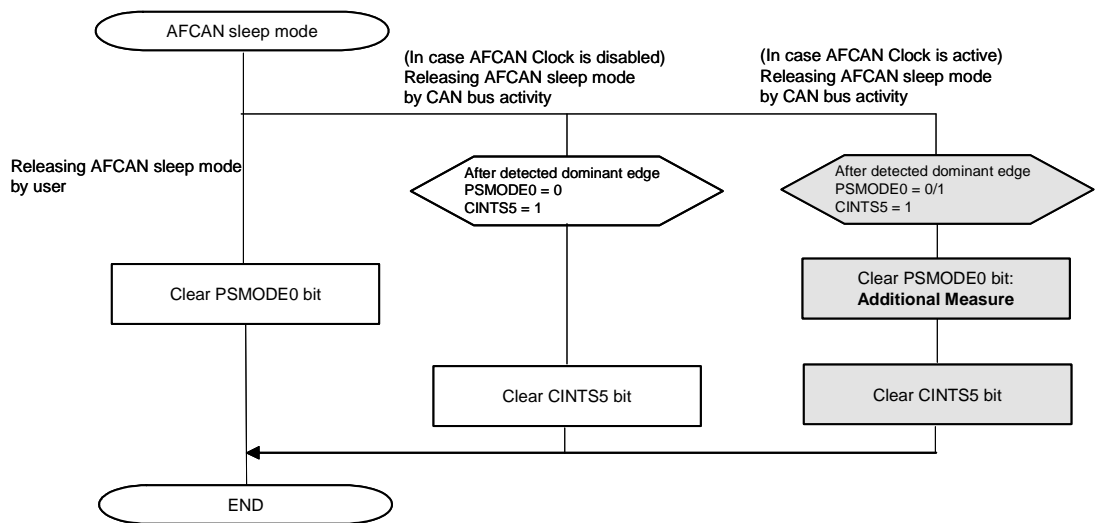 AFCAN sleep mode
(In case AFCAN Clock is disabled)
Releasing AFCAN sleep mode
by CAN bus activity
(In case AFCAN Clock is active)
Releasing AFCAN sleep mode
by CAN bus activity
Releasing AFCAN sleep mode
by user
After detected dominant edge
PSMODE0 = 0
CINTS5 = 1
After detected dominant edge
PSMODE0 = 0/1
CINTS5 = 1
Clear PSMODE0 bit
Clear PSMODE0 bit:
Additional Measure
Clear CINTS5 bit
Clear CINTS5 bit
END